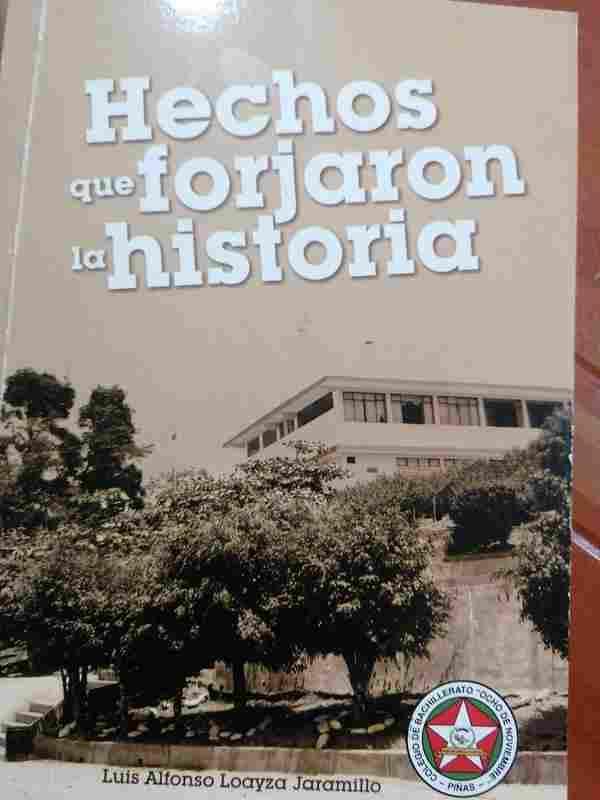 Hechos
que forjaron
la historia
Luis Alfonso Loayza Jaramillo
COLEGIO DE BACHILLERATO "OCHO DE NOVIEMBRE"
- PIÑAS -